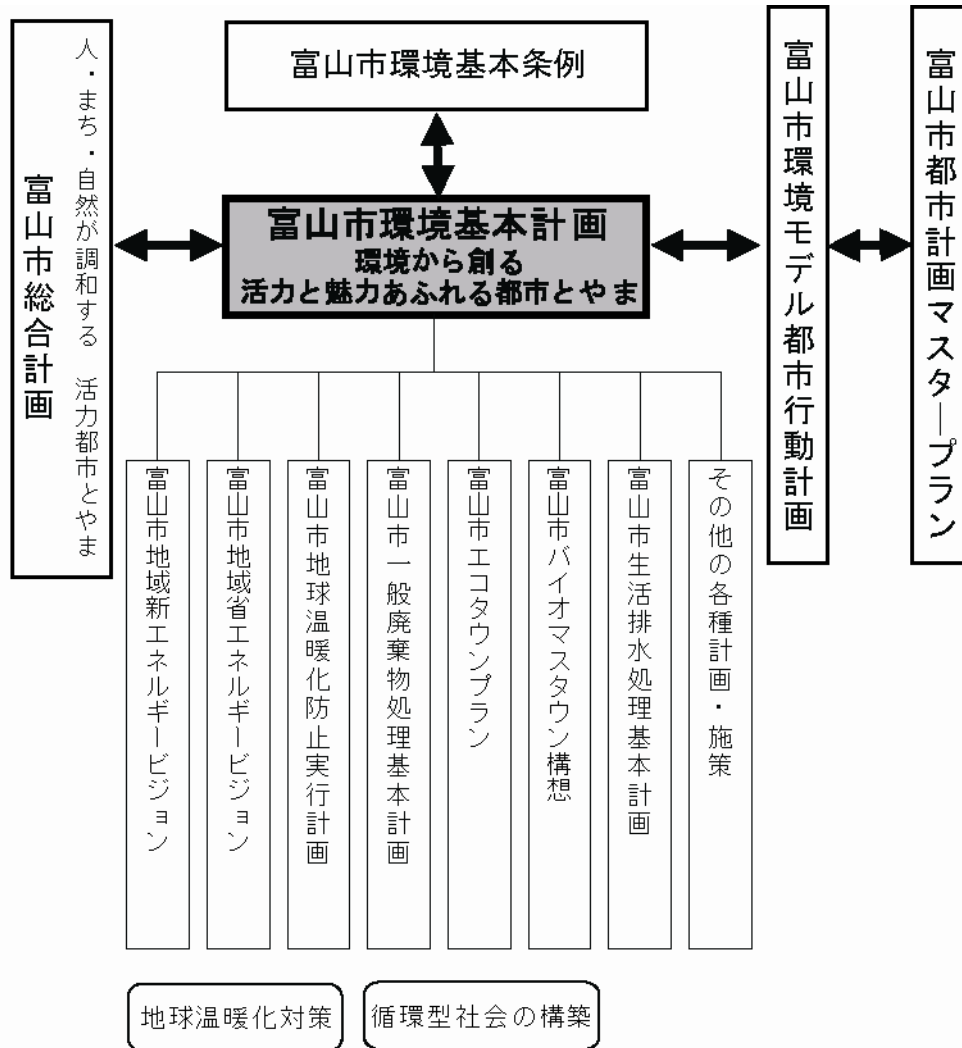 富山市環境基本条例
富山市総合計画
人・まち・自然が調和する 活力都市とやま
富山市環境基本計画
環境から創る
活力と魅力あふれる都市とやま
富山市環境モデル都市行動計画
富山市都市計画マスタープラン
富山市地域新エネルギービジョン
富山市地域省エネルギービジョン
富山市地球温暖化防止実行計画
富山市一般廃棄物処理基本計画
富山市エコタウンプラン
富山市バイオマスタウン構想
富山市生活排水処理基本計画
その他の各種計画・施策
地球温暖化対策
循環型社会の構築